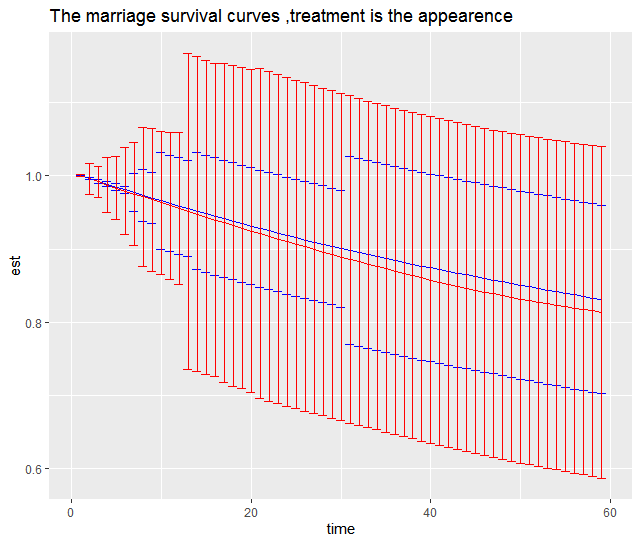 The marriage survival curves ,treatment is the appearence
1.0
est
0.8
0.6
0
20
40
60
time